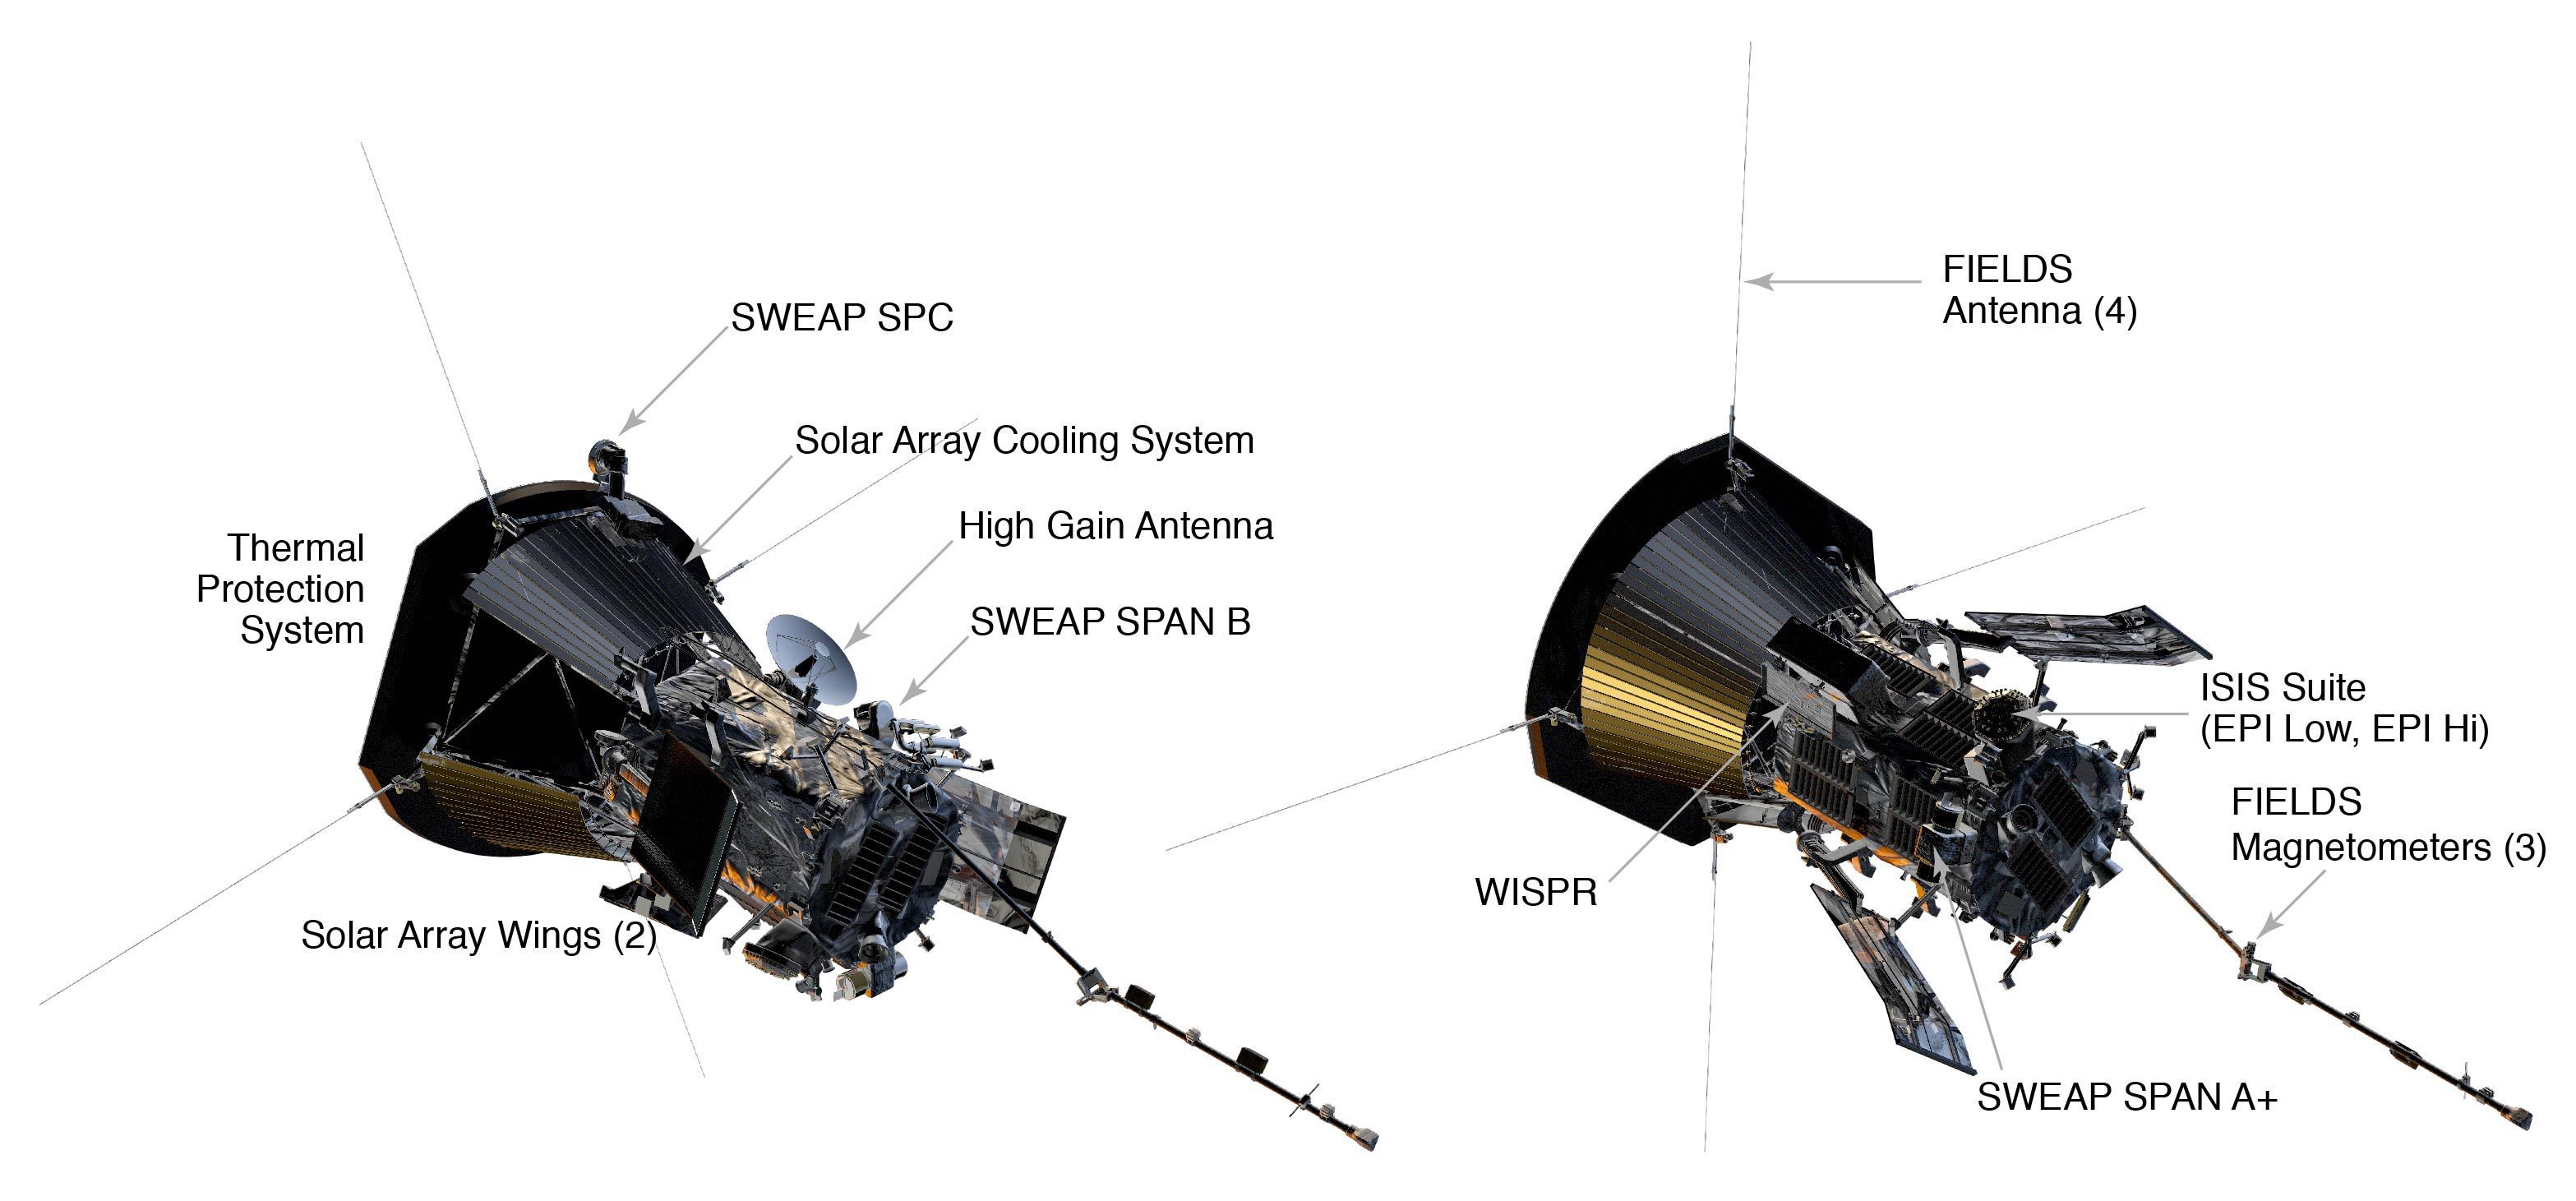 SWEAP SPC
Solar Array Cooling System
High Gain Antenna
Thermal
Protection
System
SWEAP SPAN B
Solar Array Wings (2)
FIELDS
Antenna (4)
ISIS Suite
(EPI Low, EPI Hi)
FIELDS
Magnetometers (3)
WISPR
SWEAP SPAN A+